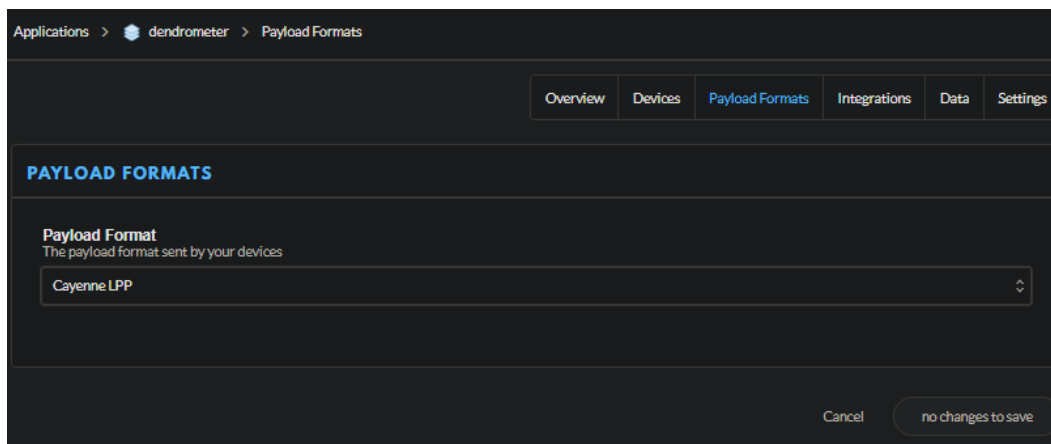 Applications > dendrometer > Payload Formats
Overview Devices Payload Formats Integrations Data Settings
PAYLOAD FORMATS
Payload Format
The payload format sent by your devices
Cayenne LPP
Cancel no changes to save